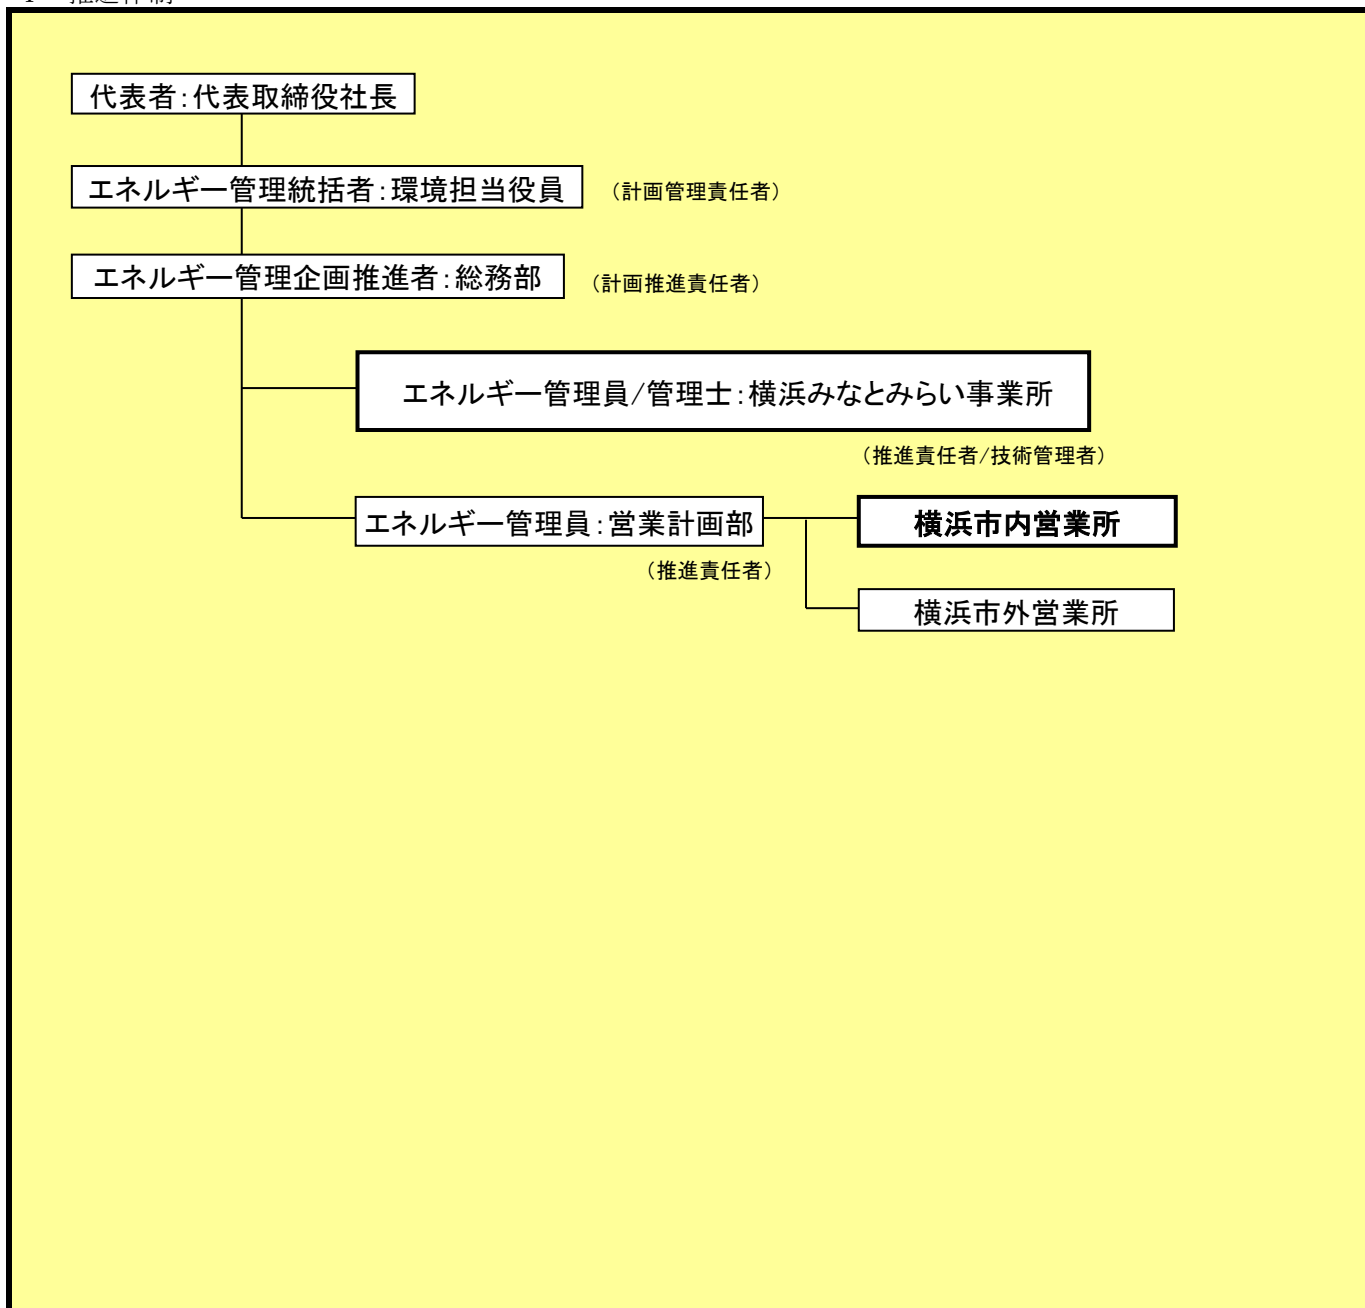 代表者：代表取締役社長
エネルギー管理統括者：環境担当役員 （計画管理責任者）
エネルギー管理企画推進者：総務部 （計画推進責任者）
エネルギー管理員/管理士：横浜みなとみらい事業所
（推進責任者/技術管理者）
エネルギー管理員：営業計画部 横浜市内営業所
（推進責任者）
横浜市外営業所